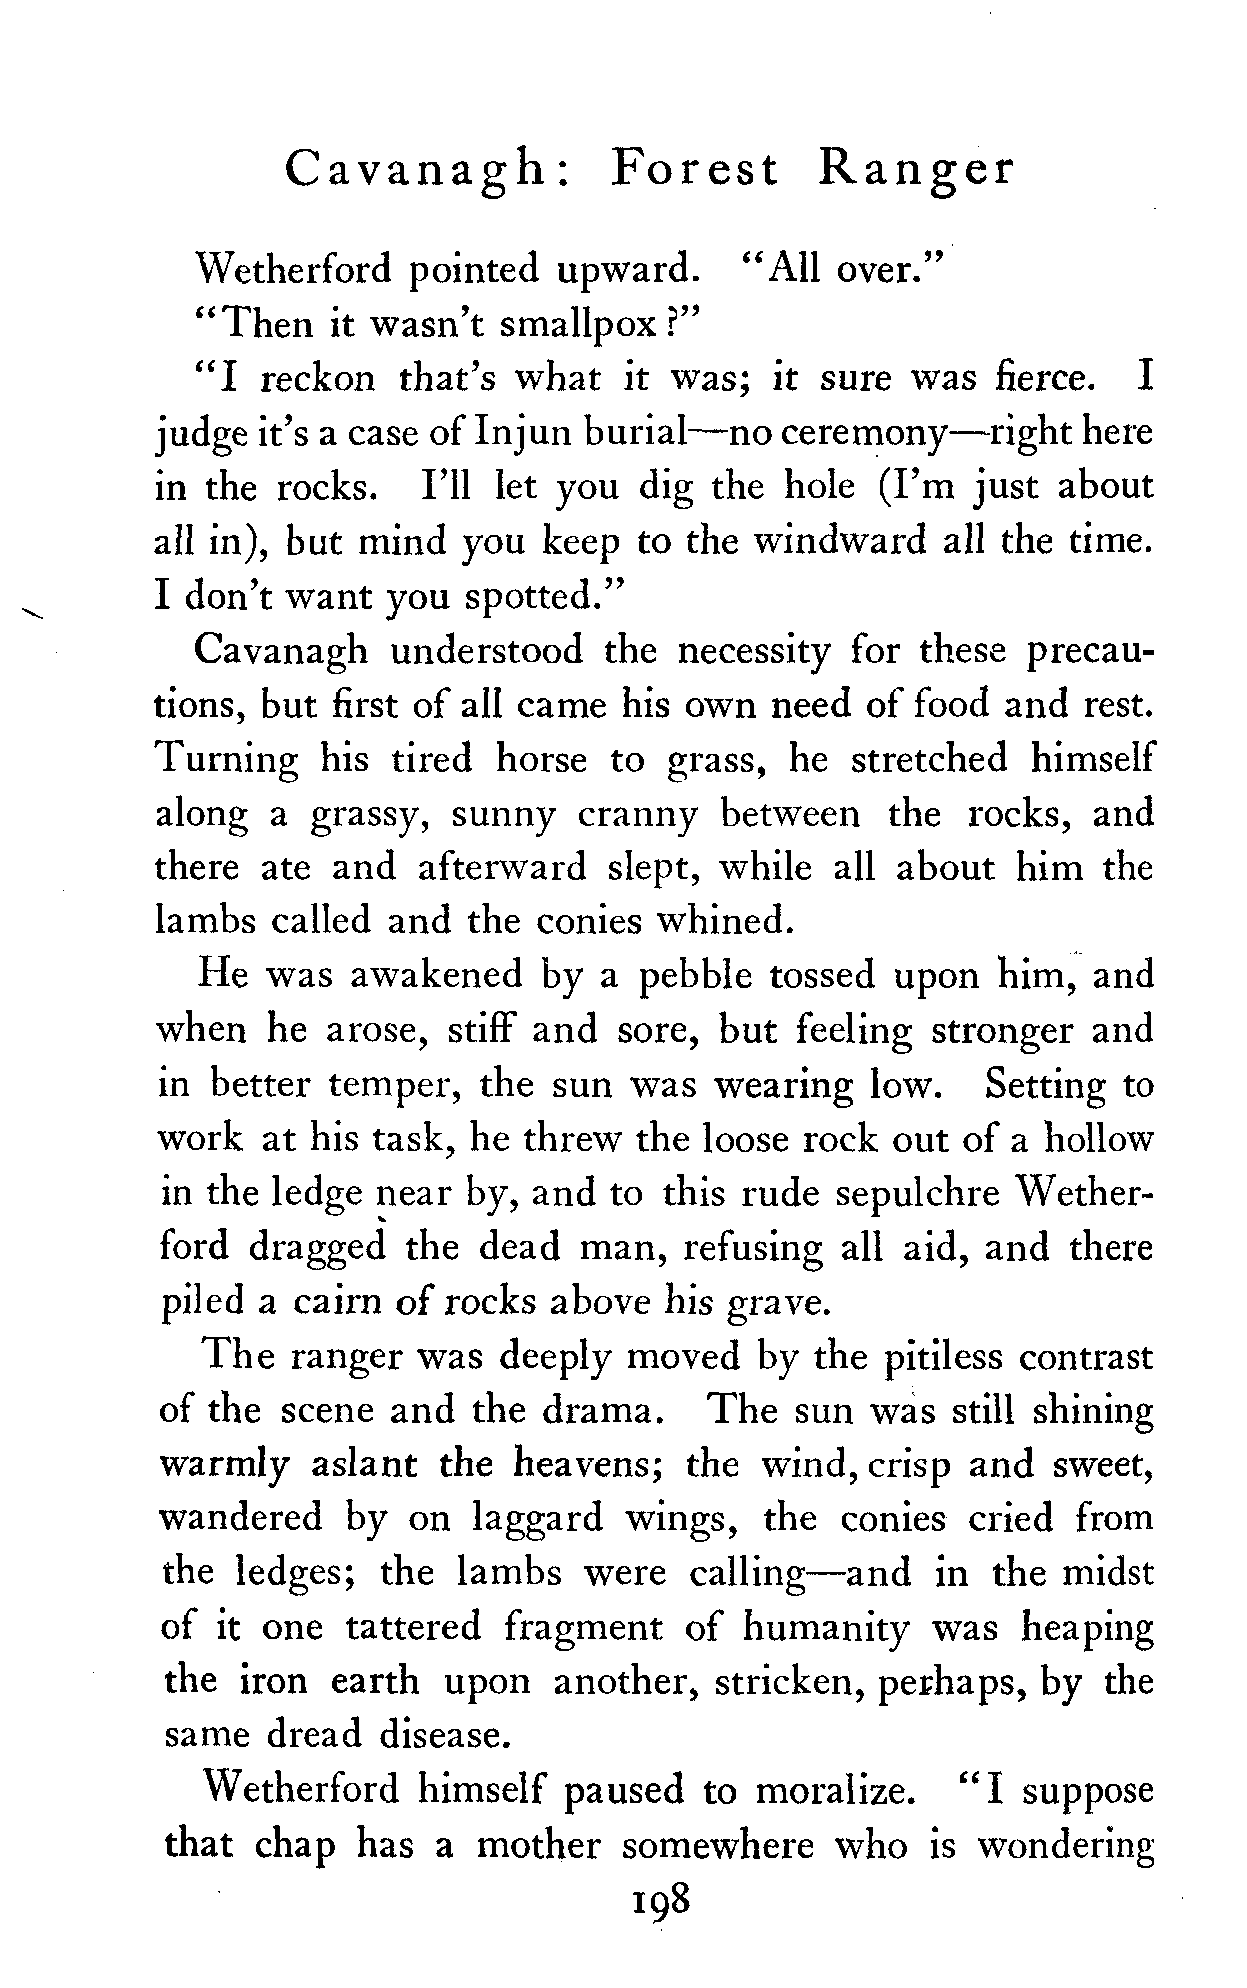 Cavanagh: Forest Ranger
Wetherford pointed upward. "All over."
"Then it wasn't smallpox?"
"I reckon that's what it was; it sure was fierce. I
judge it's a case of Injun burial—no ceremony—right here
in the rocks. I'll let you dig the hole (I'm just about
all in), but mind you keep to the windward all the time.
I don't want you spotted."
Cavanagh understood the necessity for these precau-
tions, but first of all came his own need of food and rest.
Turning his tired horse to grass, he stretched himself
along a grassy, sunny cranny between the rocks, and
there ate and afterward slept, while all about him the
lambs called and the conies whined.
He was awakened by a pebble tossed upon him, and
when he arose, stiff and sore, but feeling stronger and
in better temper, the sun was wearing low. Setting to
work at his task, he threw the loose rock out of a hollow
in the ledge near by, and to this rude sepulchre Wether-
ford dragged the dead man, refusing all aid, and there
piled a cairn of rocks above his grave.
The ranger was deeply moved by the pitiless contrast
of the scene and the drama. The sun was still shining
warmly aslant the heavens; the wind, crisp and sweet,
wandered by on laggard wings, the conies cried from
the ledges; the lambs were calling—and in the midst
of it one tattered fragment of humanity was heaping
the iron earth upon another, stricken, perhaps, by the
same dread disease.
Wetherford himself paused to moralize. "I suppose
that chap has a mother somewhere who is wondering
198